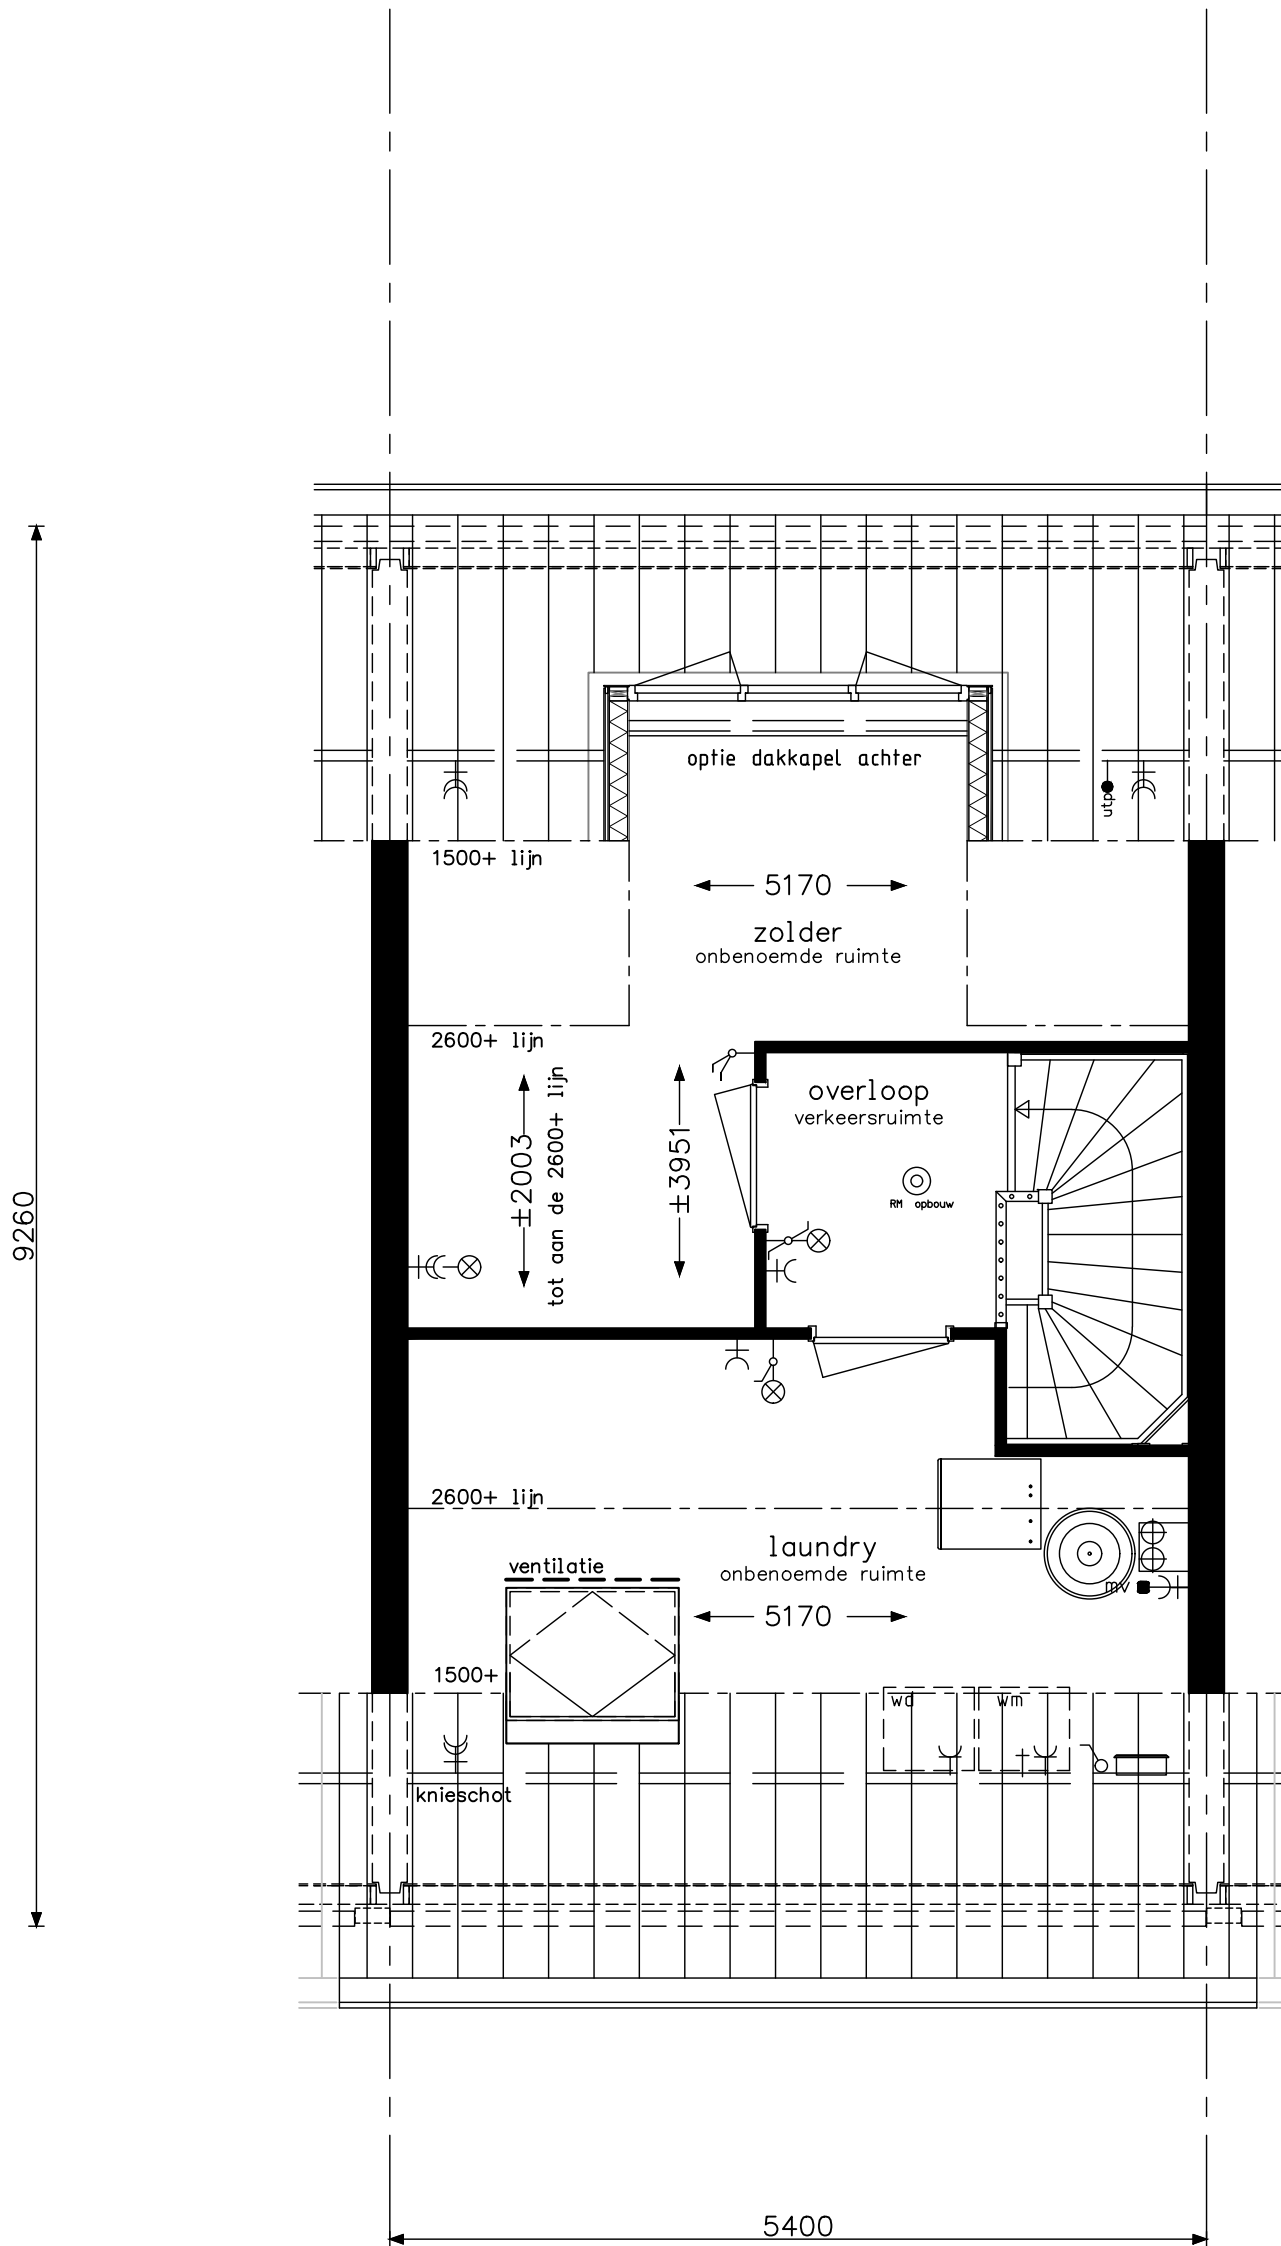 optie dakkapel achter
utp
1500+ lijn
5170
zolder
onbenoemde ruimte
2600+ lijn
±2003
tot aan de 2600+ lijn
±3951
overloop
verkeersruimte
RM opbouw
9260
2600+ lijn
laundry
onbenoemde ruimte
ventilatie
mv
5170
1500+
wd
wm
knieschot
5400